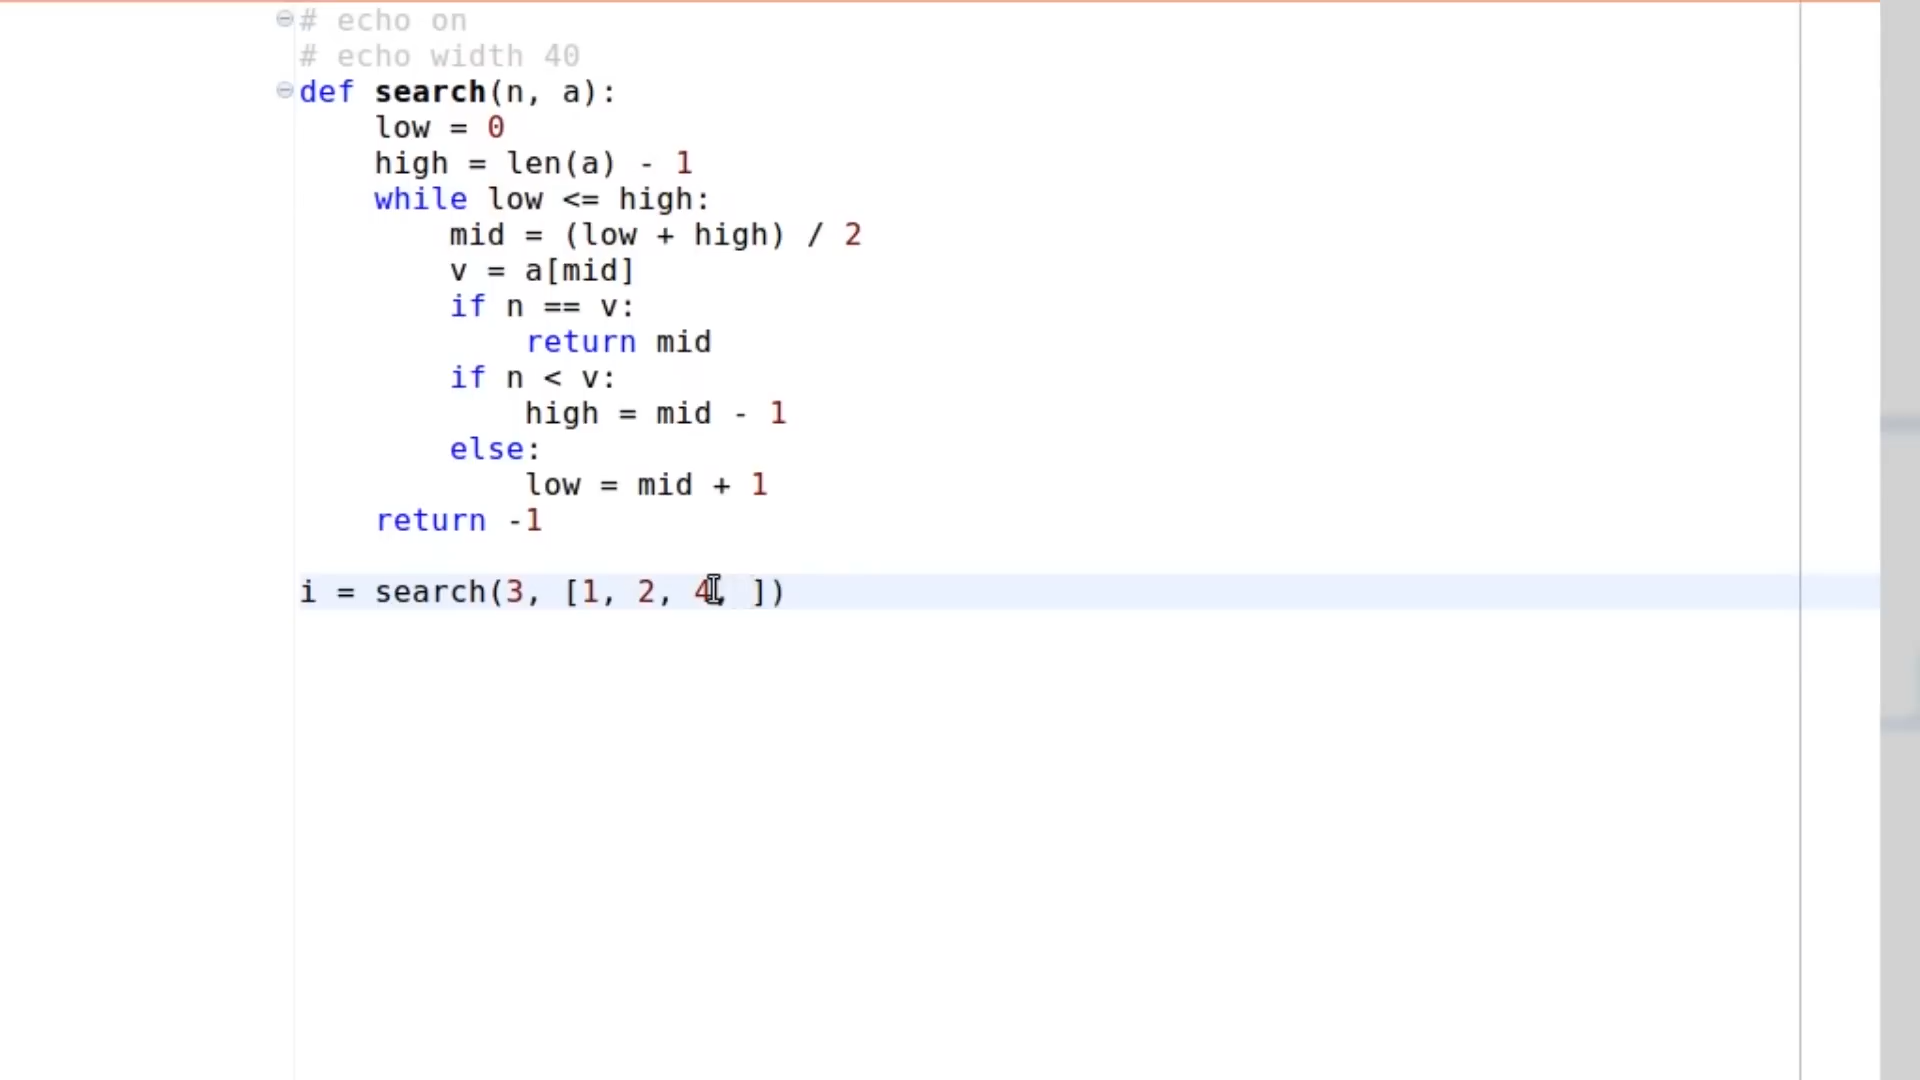 # echo on
# echo width 40
def search(n, a):
    low = 0
    high = len(a) - 1
    while low <= high:
        mid = (low + high) / 2
        v = a[mid]
        if n == v:
            return mid
        if n < v:
            high = mid - 1
        else:
            low = mid + 1
    return -1

i = search(3, [1, 2, 4, ])